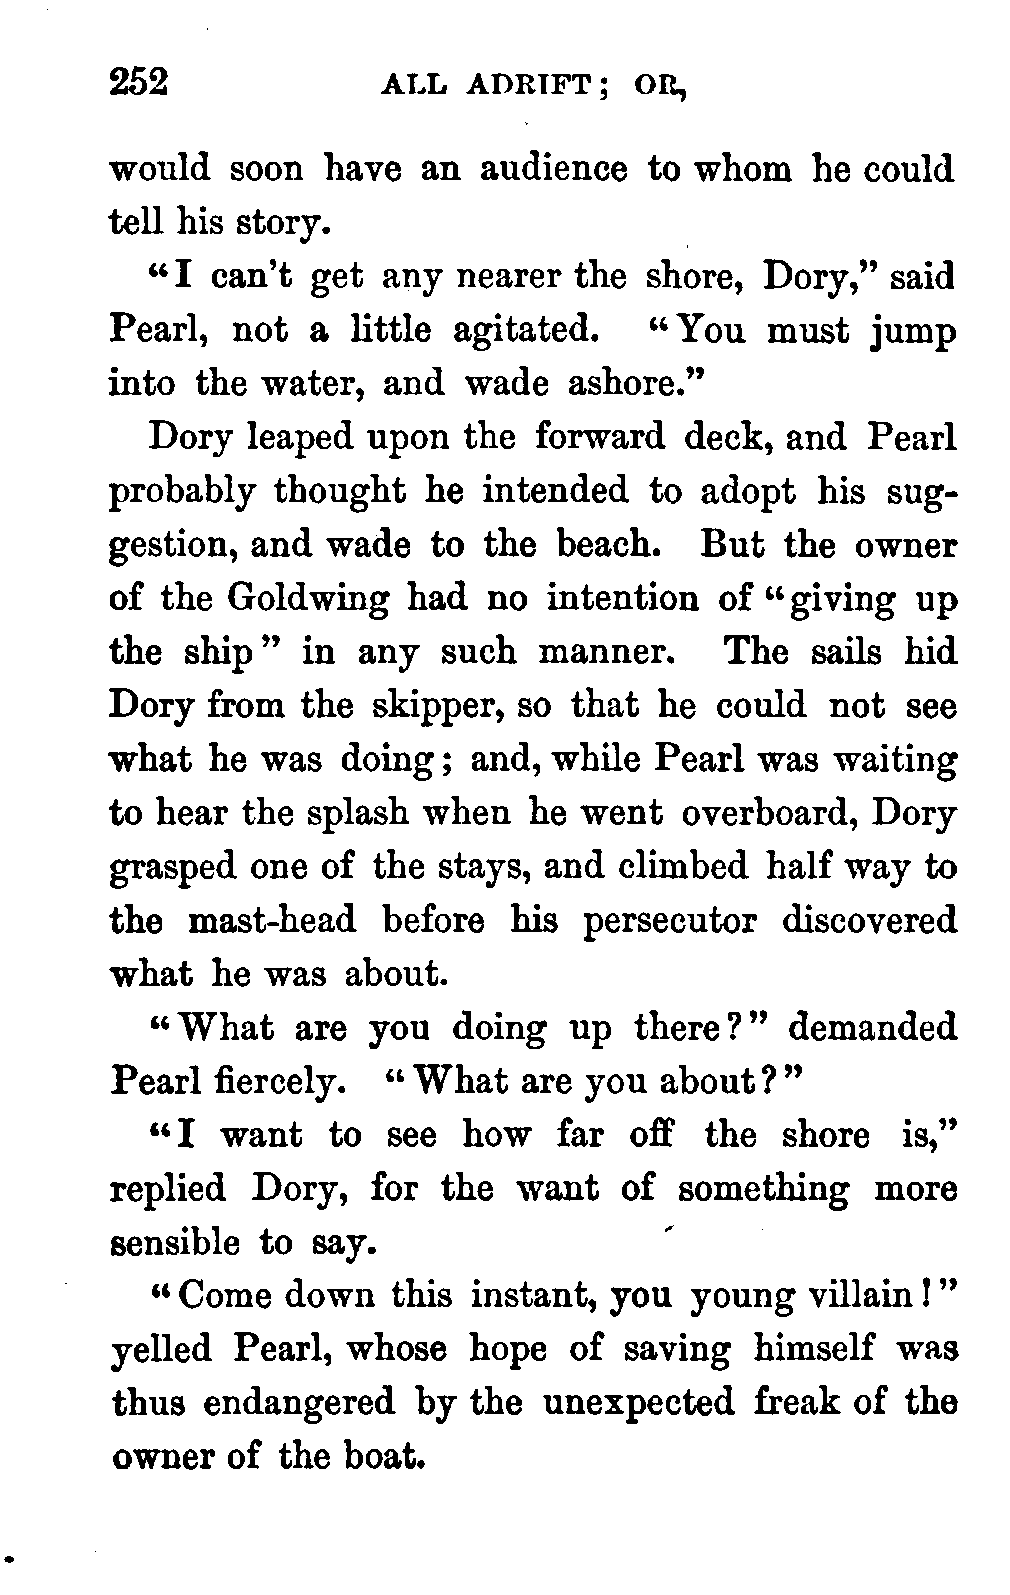 252 ALL ADRIFT; OR,
would soon have an audience to whom he could
tell his story.
“I can’t get any nearer the shore, Dory,” said
Pearl, not a little agitated. “You must jump
into the water, and wade ashore.”
Dory leaped upon the forward deck, and Pearl
probably thought he intended to adopt his sug-
gestion, and wade to the beach. But the owner
of the Goldwing had no intention of “giving up
the ship” in any such manner. The sails hid
Dory from the skipper, so that he could not see
what he was doing; and, while Pearl was waiting
to hear the splash when he went overboard, Dory
grasped one of the stays, and climbed half way to
the mast-head before his persecutor discovered
what he was about.
“What are you doing up there?” demanded
Pearl fiercely. “What are you about?”
“I want to see how far off the shore is,”
replied Dory, for the want of something more
sensible to say.
“Come down this instant, you young villain!”
yelled Pearl, whose hope of saving himself was
thus endangered by the unexpected freak of the
owner of the boat.